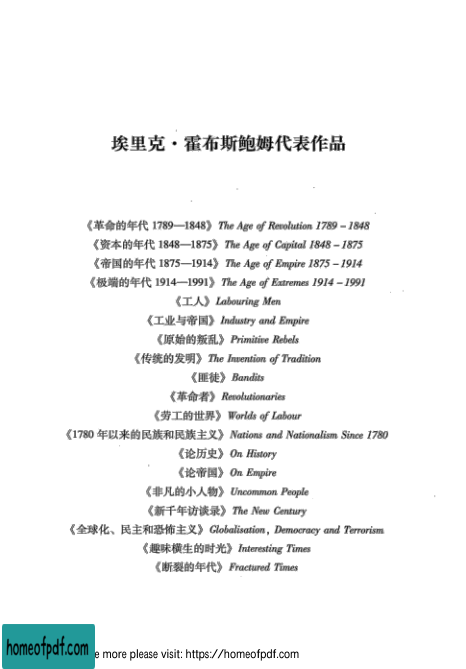 埃里克·霍布斯鲍姆代表作品
《革命的年代 1789—1848》 The Age of Revolution 1789 – 1848
《资本的年代 1848—1875》 The Age of Capital 1848 – 1875
《帝国的年代 1875—1914》 The Age of Empire 1875 – 1914
《极端的年代 1914—1991》 The Age of Extremes 1914 – 1991
《工人》 Labouring Men
《工业与帝国》 Industry and Empire
《原始的叛乱》 Primitive Rebels
《传统的发明》 The Invention of Tradition
《匪徒》 Bandits
《革命者》 Revolutionaries
《劳工的世界》 Worlds of Labour
《1780 年以来的民族和民族主义》 Nations and Nationalism Since 1780
《论历史》 On History
《论帝国》 On Empire
《非凡的小人物》 Uncommon People
《新千年访谈录》 The New Century
《全球化、民主和恐怖主义》 Globalisation, Democracy and Terrorism
《趣味横生的时光》 Interesting Times
《断裂的年代》 Fractured Times
homeofpdf.com
e more please visit: https://homeofpdf.com